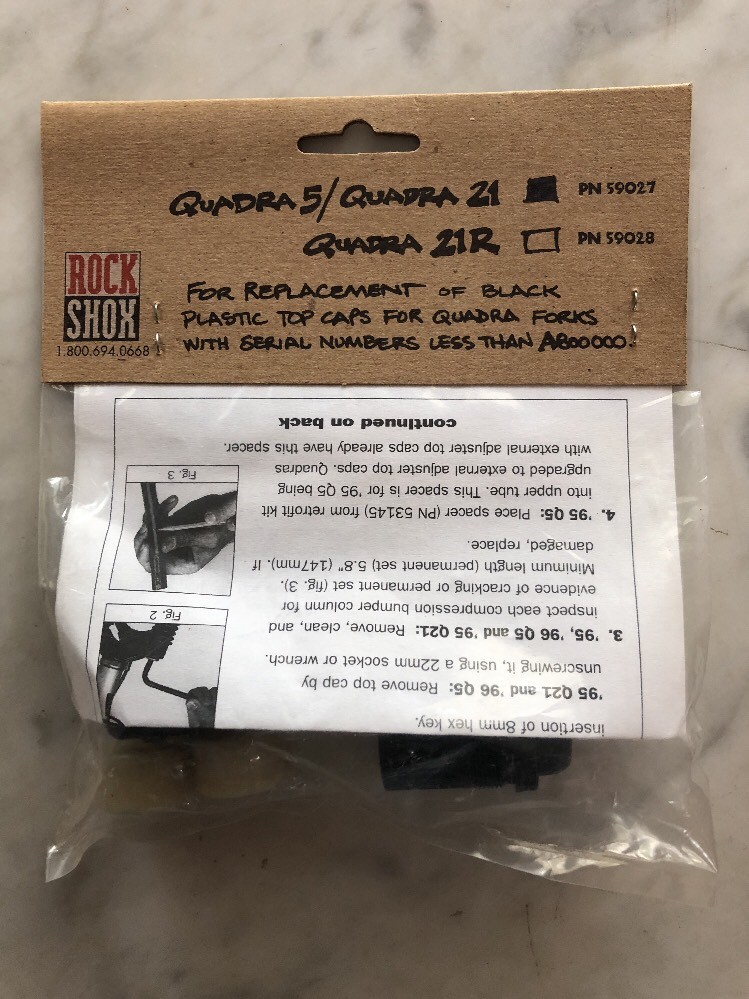 QUADRA 5/QUADRA 21 PN 59027
QUADRA 21R PN 59028
ROCK
SHOX
1.800.694.0668
FOR REPLACEMENT OF BLACK
PLASTIC TOP CAPS FOR QUADRA FORKS
WITH SERIAL NUMBERS LESS THAN A800000.
insertion of 8mm hex key.
'95 Q21 and '96 Q5: Remove top cap by
unscrewing it, using a 22mm socket or wrench.
3. '95, '96 Q5 and '95 Q21: Remove, clean, and
inspect each compression bumper column for
evidence of cracking or permanent set (fig. 3).
Minimum length (permanent set) 5.8" (147mm). If
damaged, replace.
4. '95 Q5: Place spacer (PN 53145) from retrofit kit
into upper tube. This spacer is for '95 Q5 being
upgraded to external adjuster top caps. Quadras
with external adjuster top caps already have this spacer.
continued on back
Fig. 2
Fig. 3